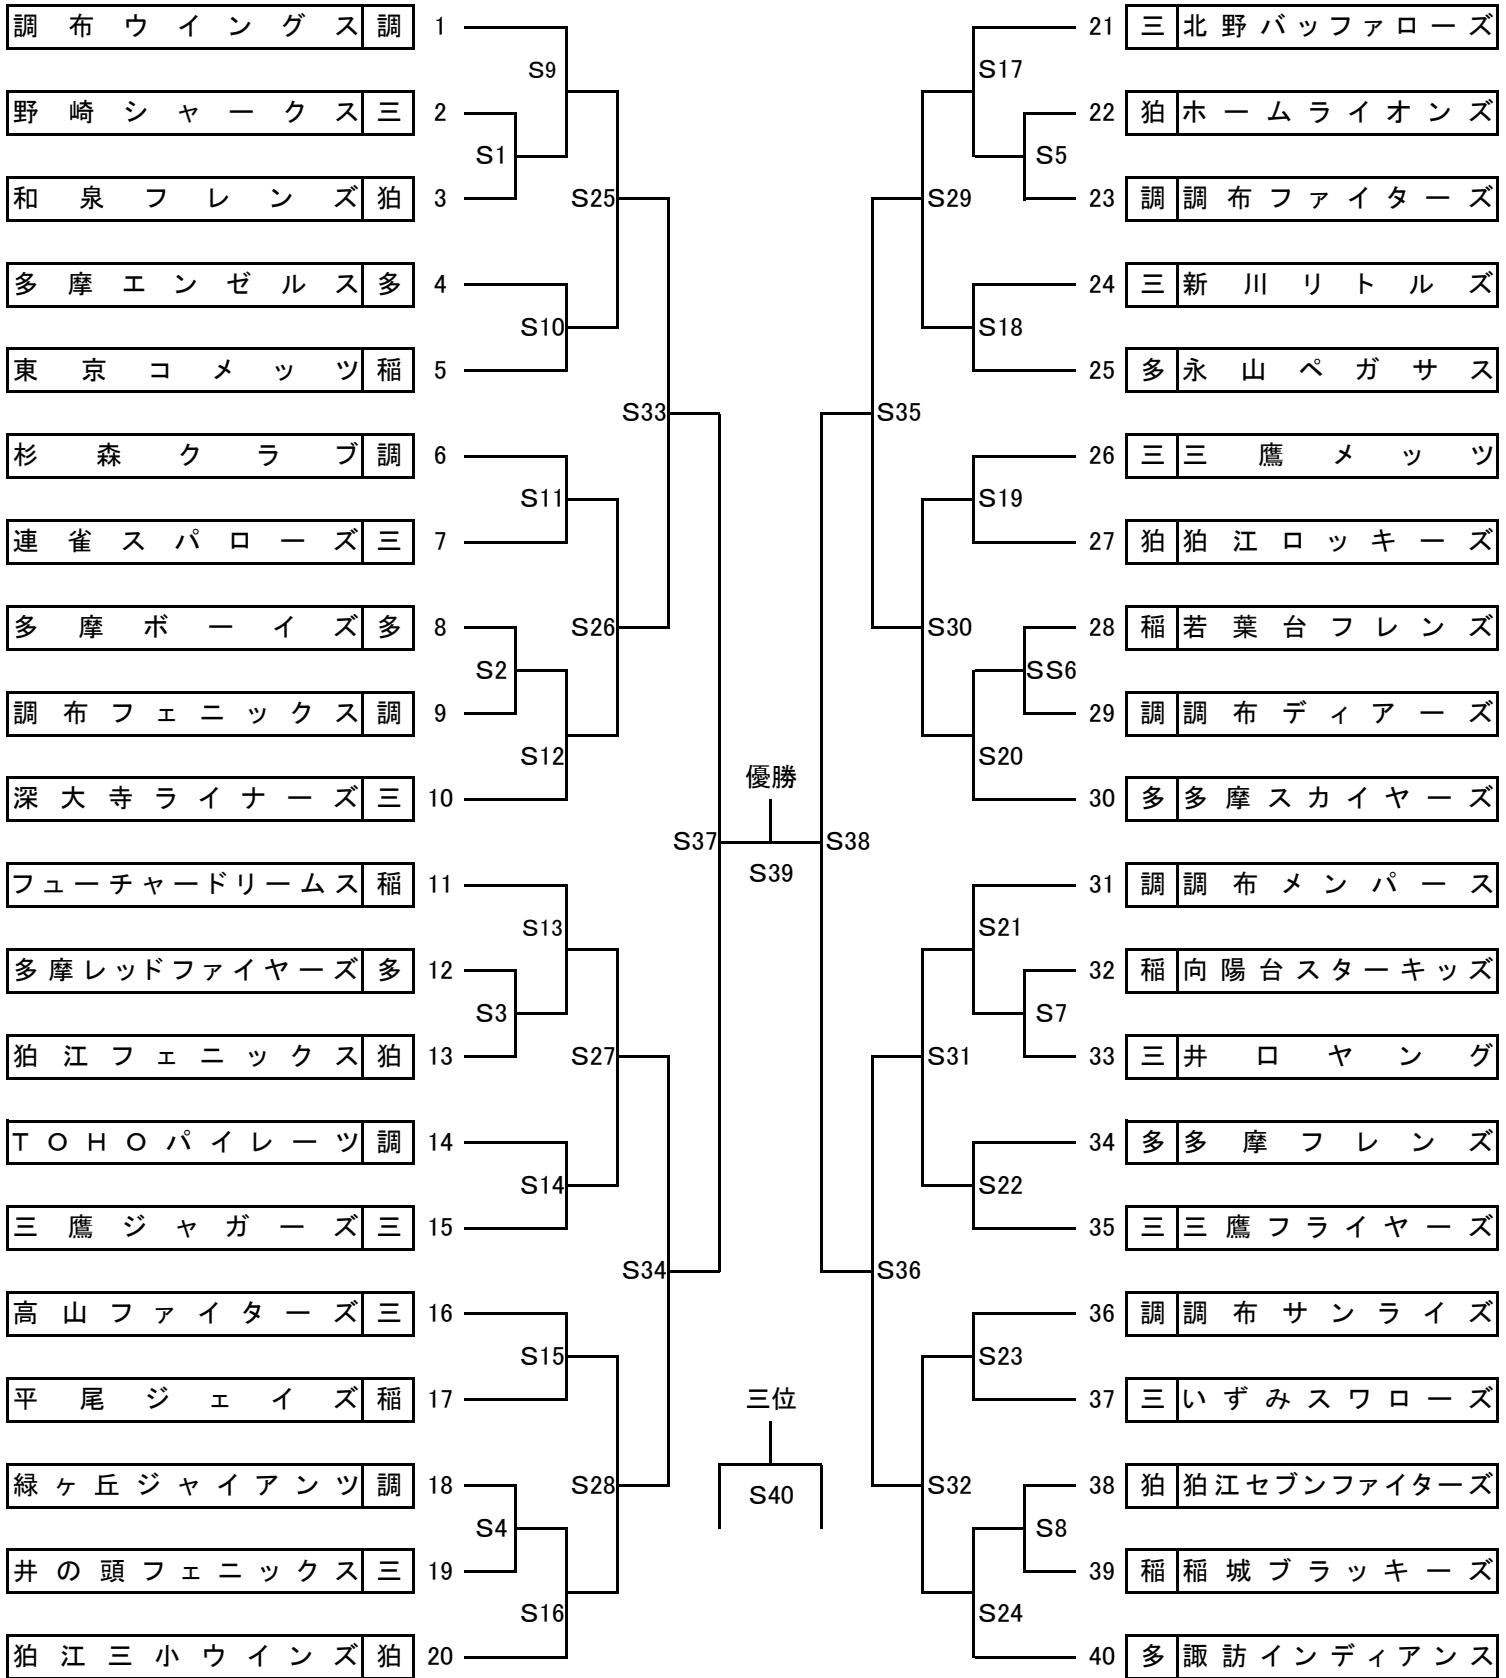 調布ウイングス 調 1
S9
野崎シャークス 三 2
S1
和泉フレンズ 狛 3
S25
多摩エンゼルス 多 4
S10
東京コメッツ 稲 5
S33
杉森クラブ 調 6
S11
連雀スパローズ 三 7
多摩ボーイズ 多 8
S26
S2
調布フェニックス 調 9
S12
深大寺ライナーズ 三 10
S37
フューチャードリームス 稲 11
S13
多摩レッドファイヤーズ 多 12
S3
狛江フェニックス 狛 13
S27
TOHOパイレーツ 調 14
S14
三鷹ジャガーズ 三 15
S34
高山ファイターズ 三 16
S15
平尾ジェイズ 稲 17
緑ヶ丘ジャイアンツ 調 18
S28
S4
井の頭フェニックス 三 19
S16
狛江三小ウインズ 狛 20
優勝
S39
三位
S40
21 三 北野バッファローズ
S17
22 狛 ホームライオンズ
S5
S29
23 調 調布ファイターズ
24 三 新川リトルズ
S18
25 多 永山ペガサス
S35
26 三 三鷹メッツ
S19
27 狛 狛江ロッキーズ
S30
28 稲 若葉台フレンズ
SS6
29 調 調布ディアーズ
S20
30 多 多摩スカイヤーズ
S38
31 調 調布メンパース
S21
32 稲 向陽台スターキッズ
S7
S31
33 三 井口ヤング
34 多 多摩フレンズ
S22
35 三 三鷹フライヤーズ
S36
36 調 調布サンライズ
S23
37 三 いずみスワローズ
S32
38 狛 狛江セブンファイターズ
S8
39 稲 稲城ブラッキーズ
S24
40 多 諏訪インディアンス